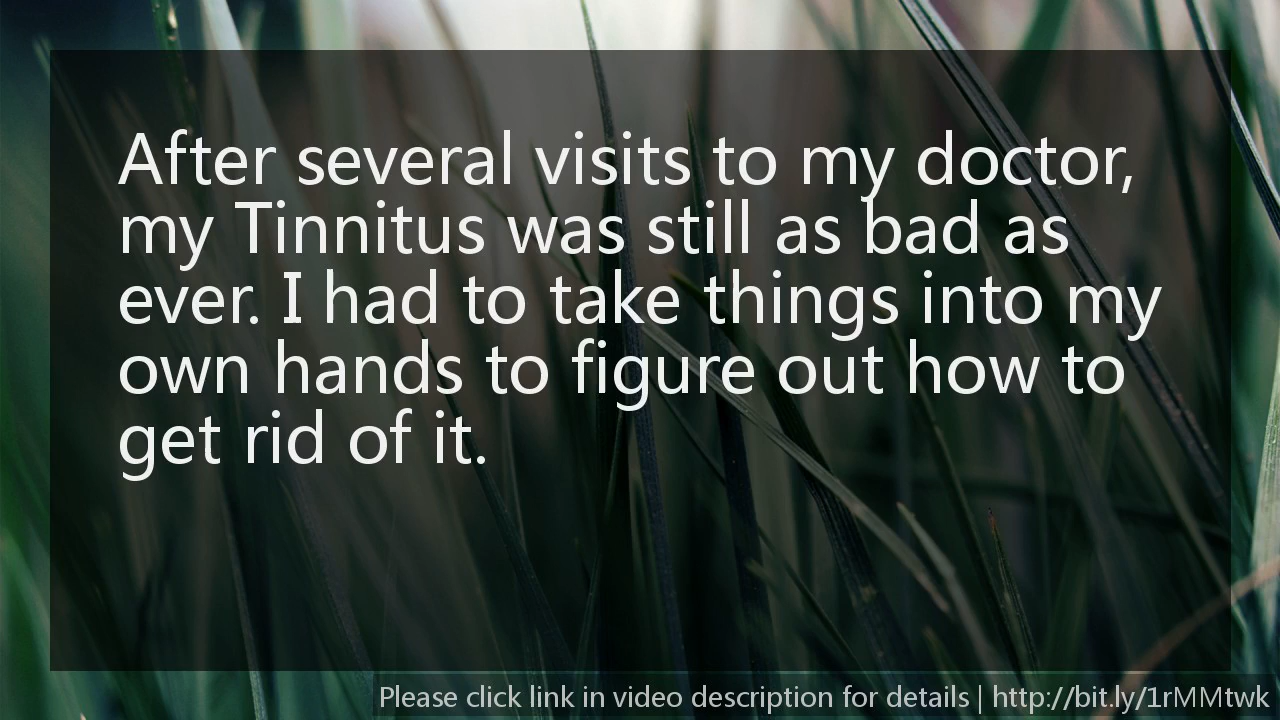 After several visits to my doctor,
my Tinnitus was still as bad as
ever. I had to take things into my
own hands to figure out how to
get rid of it.
Please click link in video description for details | http://bit.ly/1rMMtwk